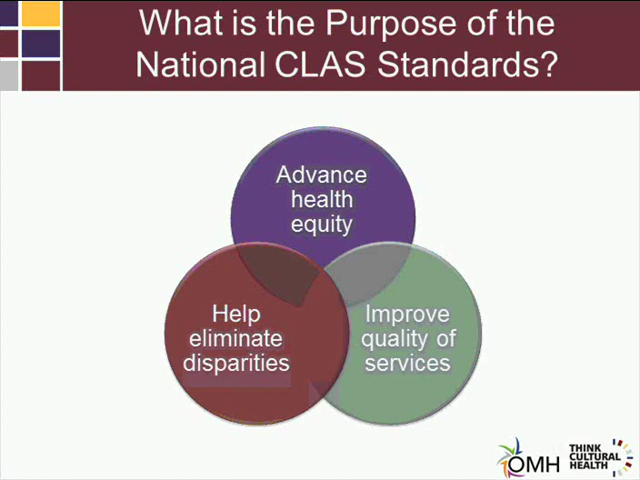 What is the Purpose of the
National CLAS Standards?
Advance
health
equity
Help
eliminate
disparities
Improve
quality of
services
OMH
THINK
CULTURAL
HEALTH